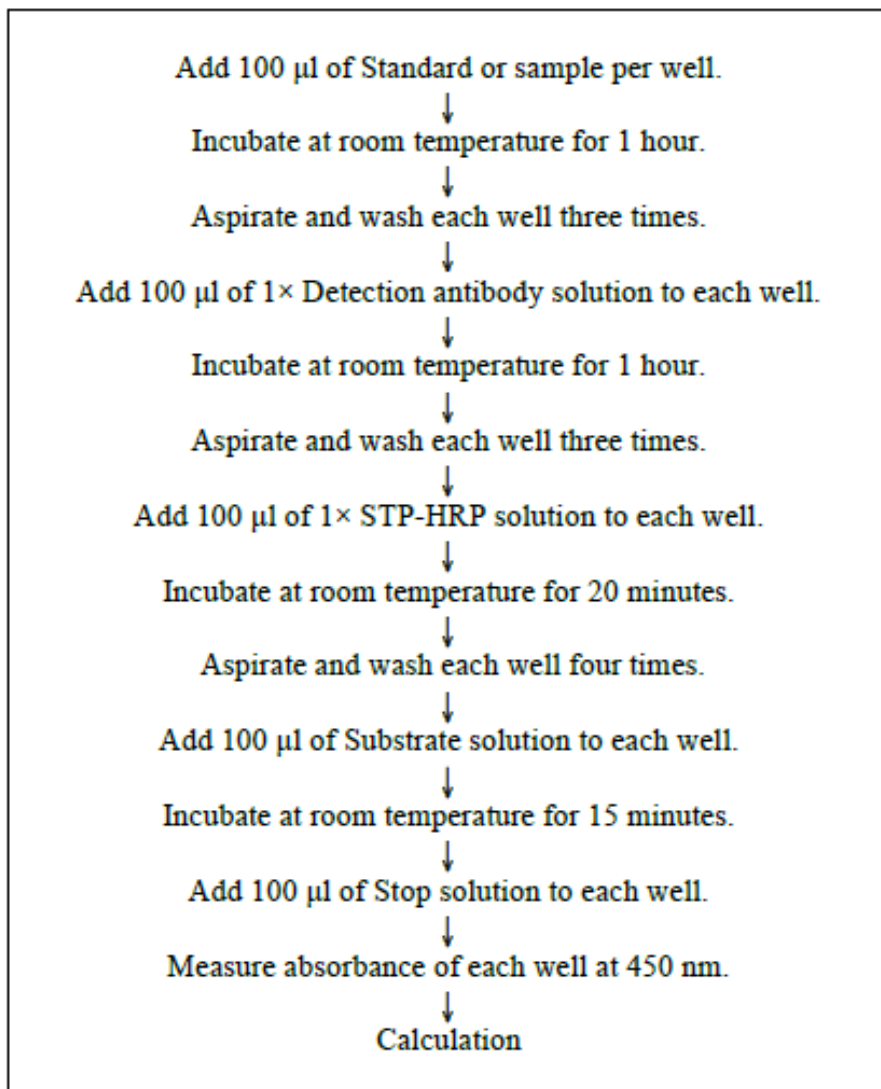 Add 100 μl of Standard or sample per well.
↓
Incubate at room temperature for 1 hour.
↓
Aspirate and wash each well three times.
↓
Add 100 μl of 1× Detection antibody solution to each well.
↓
Incubate at room temperature for 1 hour.
↓
Aspirate and wash each well three times.
↓
Add 100 μl of 1× STP-HRP solution to each well.
↓
Incubate at room temperature for 20 minutes.
↓
Aspirate and wash each well four times.
↓
Add 100 μl of Substrate solution to each well.
↓
Incubate at room temperature for 15 minutes.
↓
Add 100 μl of Stop solution to each well.
↓
Measure absorbance of each well at 450 nm.
↓
Calculation